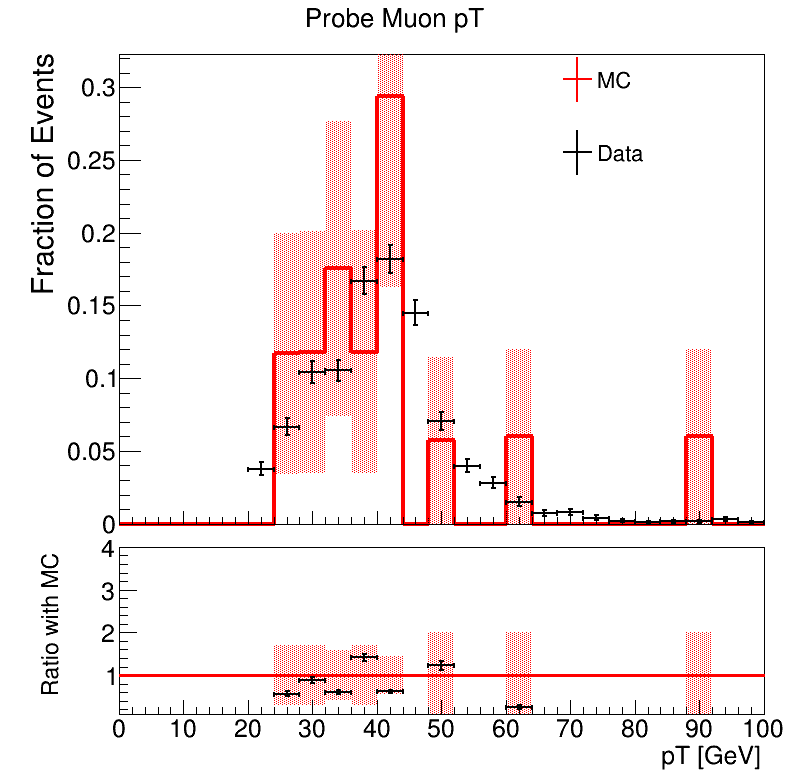 Probe Muon pT
Fraction of Events
0.3
0.25
0.2
0.15
0.1
0.05
0
MC
Data
Ratio with MC
4
3
2
1
0 10 20 30 40 50 60 70 80 90 100
pT [GeV]